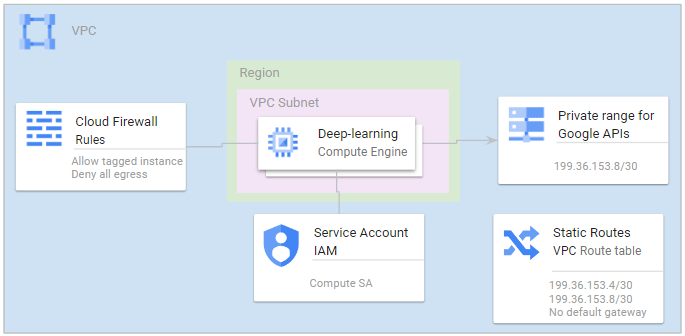 VPC
Region
VPC Subnet
Cloud Firewall
Rules
Allow tagged instance
Deny all egress
Deep-learning
Compute Engine
Private range for
Google APIs
199.36.153.8/30
Service Account
IAM
Compute SA
Static Routes
VPC Route table
199.36.153.4/30
199.36.153.8/30
No default gateway